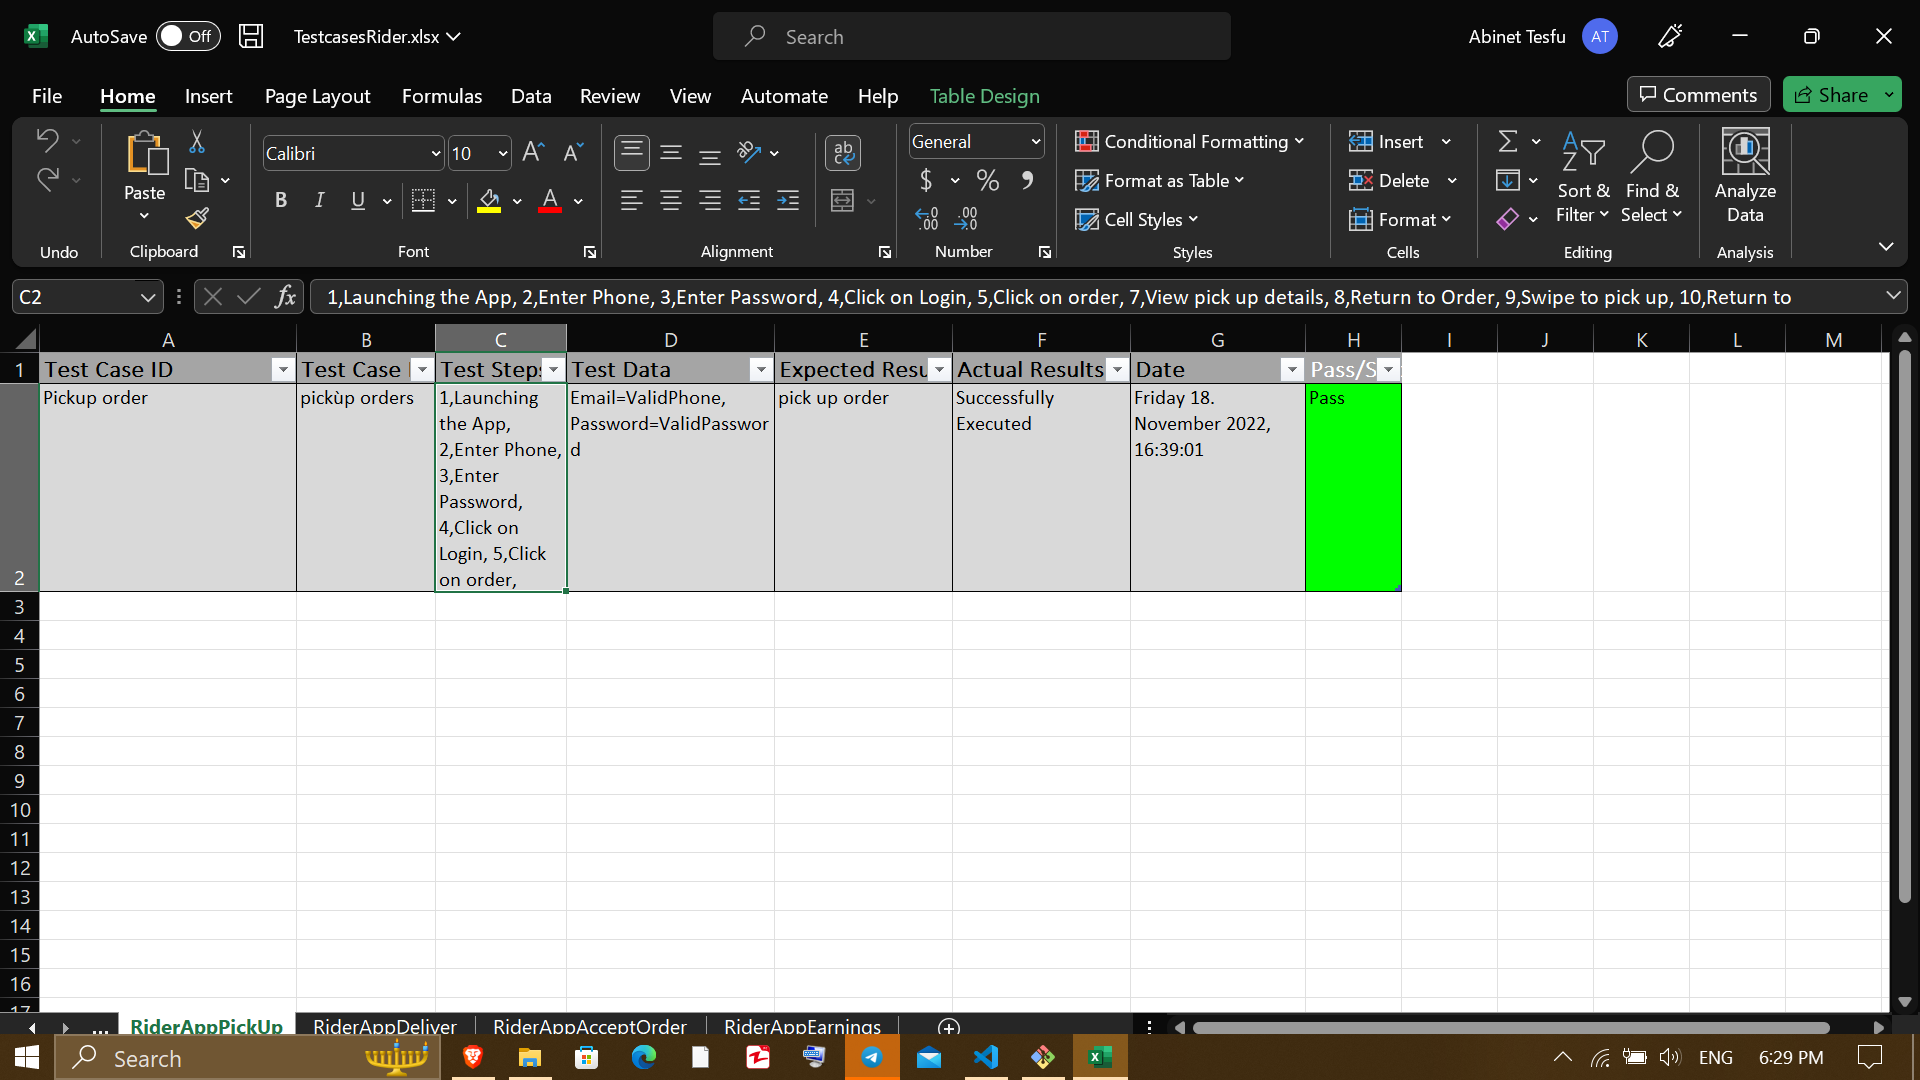 AutoSave Off TestcasesRider.xlsx Search Abinet Tesfu AT
File Home Insert Page Layout Formulas Data Review View Automate Help Table Design Comments Share
Paste Calibri 10 ab General Conditional Formatting Insert Sort & Filter Find & Select Analyze Data
B I U A $ % Format as Table Delete
Cell Styles Format
Undo Clipboard Font Alignment Number Styles Cells Editing Analysis
C2 fx 1,Launching the App, 2,Enter Phone, 3,Enter Password, 4,Click on Login, 5,Click on order, 7,View pick up details, 8,Return to Order, 9,Swipe to pick up, 10,Return to
A B C D E F G H I J K L M
1 Test Case ID Test Case Test Steps Test Data Expected Resu Actual Results Date Pass/S
Pickup order pickùp orders 1,Launching Email=ValidPhone, pick up order Successfully Friday 18. Pass
the App, Password=ValidPasswor Executed November 2022,
2,Enter Phone, d 16:39:01
3,Enter
Password,
4,Click on
Login, 5,Click
2 on order,
3
4
5
6
7
8
9
10
11
12
13
14
15
16
17
... RiderAppPickUp RiderAppDeliver RiderAppAcceptOrder RiderAppEarnings
Search ENG 6:29 PM